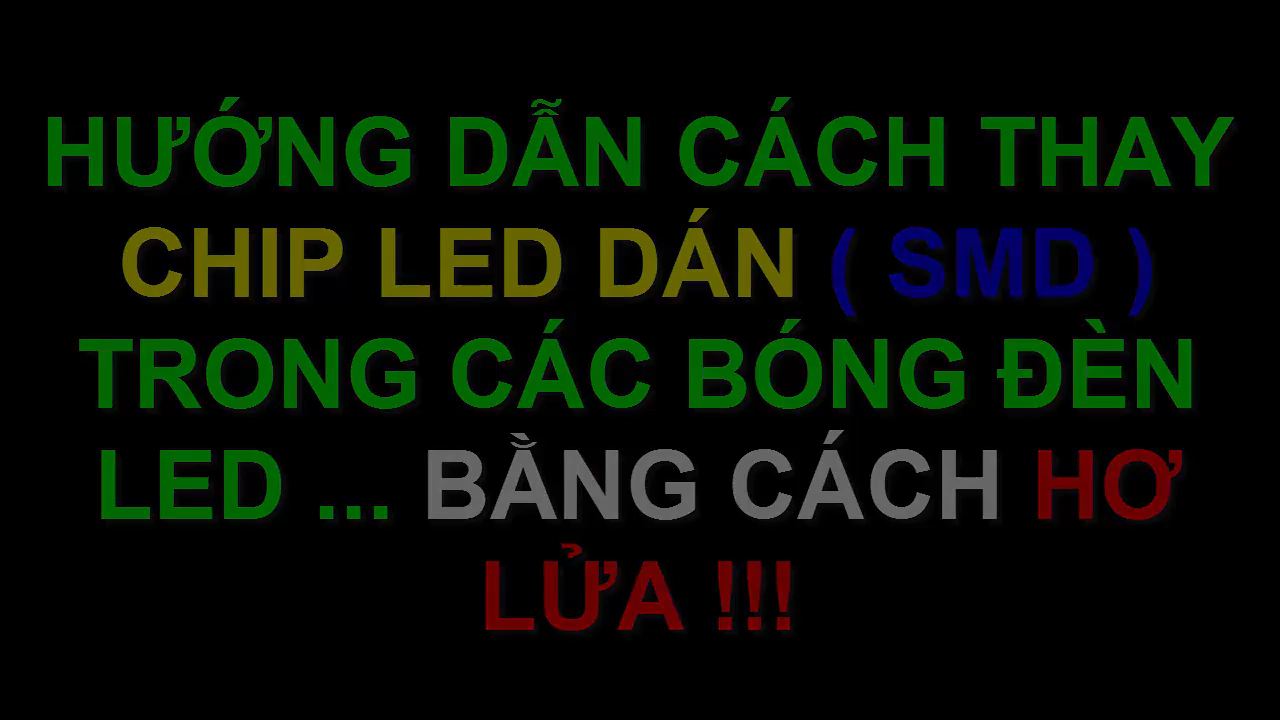 HƯỚNG DẪN CÁCH THAY
CHIP LED DÁN ( SMD )
TRONG CÁC BÓNG ĐÈN
LED ... BẰNG CÁCH HƠ
LỬA !!!